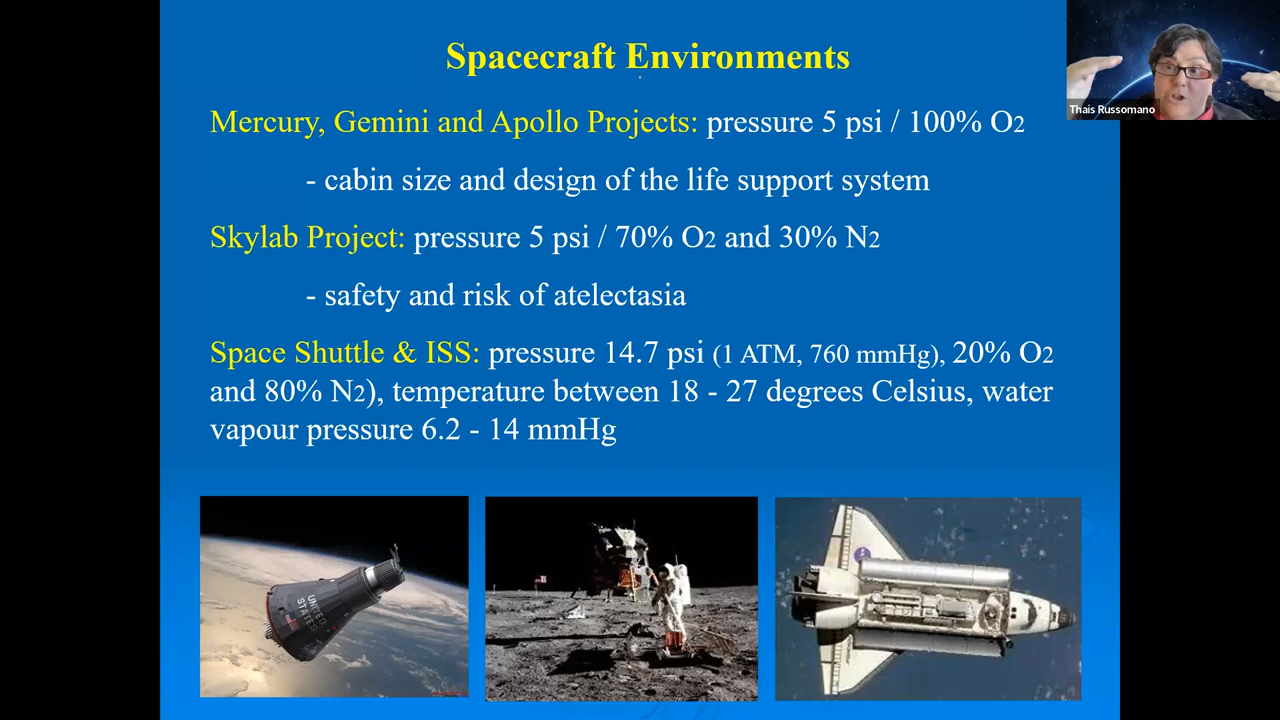 Spacecraft Environments
Thais Russomano
Mercury, Gemini and Apollo Projects: pressure 5 psi / 100% O2
- cabin size and design of the life support system
Skylab Project: pressure 5 psi / 70% O2 and 30% N2
- safety and risk of atelectasia
Space Shuttle & ISS: pressure 14.7 psi (1 ATM, 760 mmHg), 20% O2
and 80% N2), temperature between 18 - 27 degrees Celsius, water
vapour pressure 6.2 - 14 mmHg
UNITED
STATES